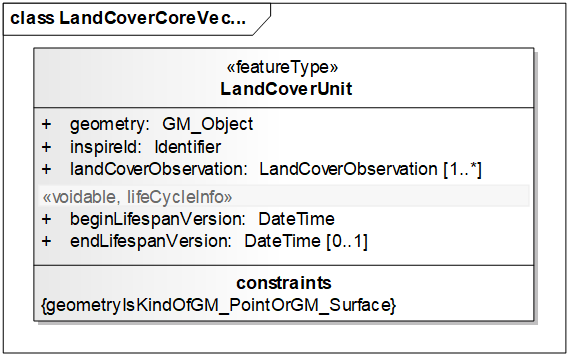 class LandCoverCoreVec...
«featureType»
LandCoverUnit
+ geometry: GM_Object
+ inspireId: Identifier
+ landCoverObservation: LandCoverObservation [1..*]
«voidable, lifeCycleInfo»
+ beginLifespanVersion: DateTime
+ endLifespanVersion: DateTime [0..1]
constraints
{geometryIsKindOfGM_PointOrGM_Surface}